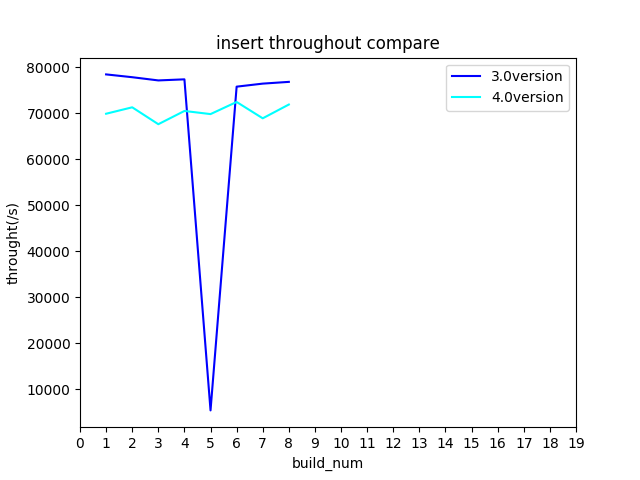 insert throughout compare
3.0version
4.0version
throught(/s)
80000
70000
60000
50000
40000
30000
20000
10000
0 1 2 3 4 5 6 7 8 9 10 11 12 13 14 15 16 17 18 19
build_num